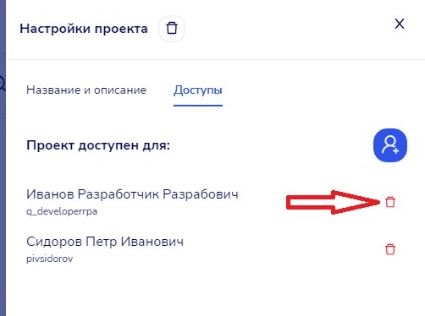 Настройки проекта
Название и описание Доступы
Проект доступен для:
Иванов Разработчик Разрабович
q_developerrpa
Сидоров Петр Иванович
pivsidorov